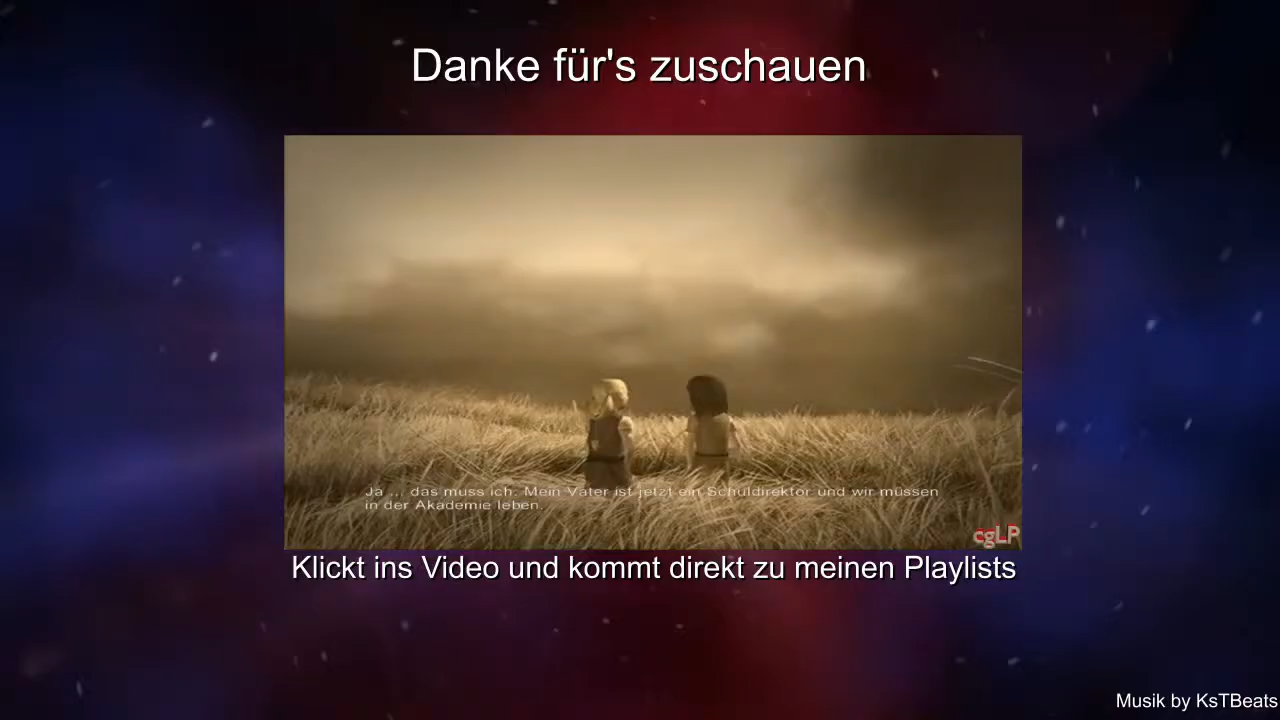 Danke für's zuschauen
Ja ... das muss ich. Mein Vater ist jetzt ein Schuldirektor und wir müssen
in der Akademie leben.
cgLP
Klickt ins Video und kommt direkt zu meinen Playlists
Musik by KsTBeats